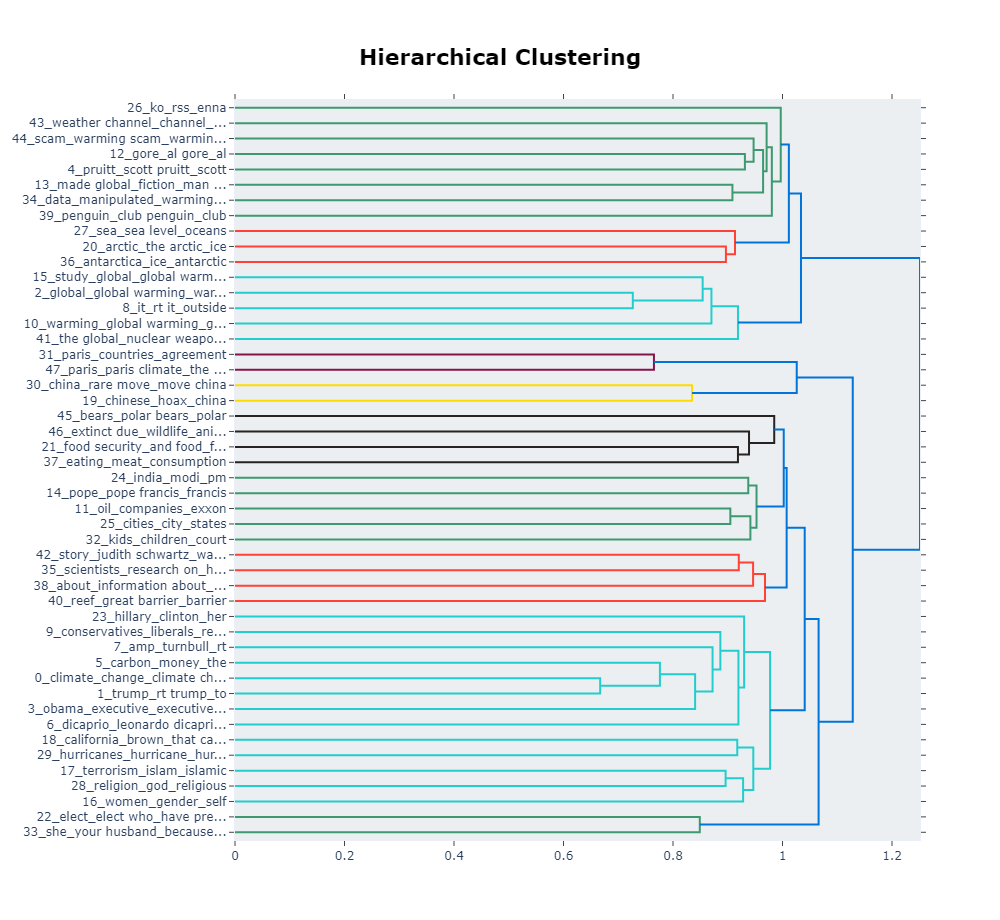 Hierarchical Clustering
26_ko_rss_enna
43_weather channel_channel_...
44_scam_warming scam_warmin...
12_gore_al gore_al
4_pruitt_scott pruitt_scott
13_made global_fiction_man ...
34_data_manipulated_warming...
39_penguin_club penguin_club
27_sea_sea level_oceans
20_arctic_the arctic_ice
36_antarctica_ice_antarctic
15_study_global_global warm...
2_global_global warming_war...
8_it_rt it_outside
10_warming_global warming_g...
41_the global_nuclear weapo...
31_paris_countries_agreement
47_paris_paris climate_the ...
30_china_rare move_move china
19_chinese_hoax_china
45_bears_polar bears_polar
46_extinct due_wildlife_ani...
21_food security_and food_f...
37_eating_meat_consumption
24_india_modi_pm
14_pope_pope francis_francis
11_oil_companies_exxon
25_cities_city_states
32_kids_children_court
42_story_judith schwartz_wa...
35_scientists_research on_h...
38_about_information about_...
40_reef_great barrier_barrier
23_hillary_clinton_her
9_conservatives_liberals_re...
7_amp_turnbull_rt
5_carbon_money_the
0_climate_change_climate ch...
1_trump_rt trump_to
3_obama_executive_executive...
6_dicaprio_leonardo dicapri...
18_california_brown_that ca...
29_hurricanes_hurricane_hur...
17_terrorism_islam_islamic
28_religion_god_religious
16_women_gender_self
22_elect_elect who_have pre...
33_she_your husband_because...
0 0.2 0.4 0.6 0.8 1 1.2